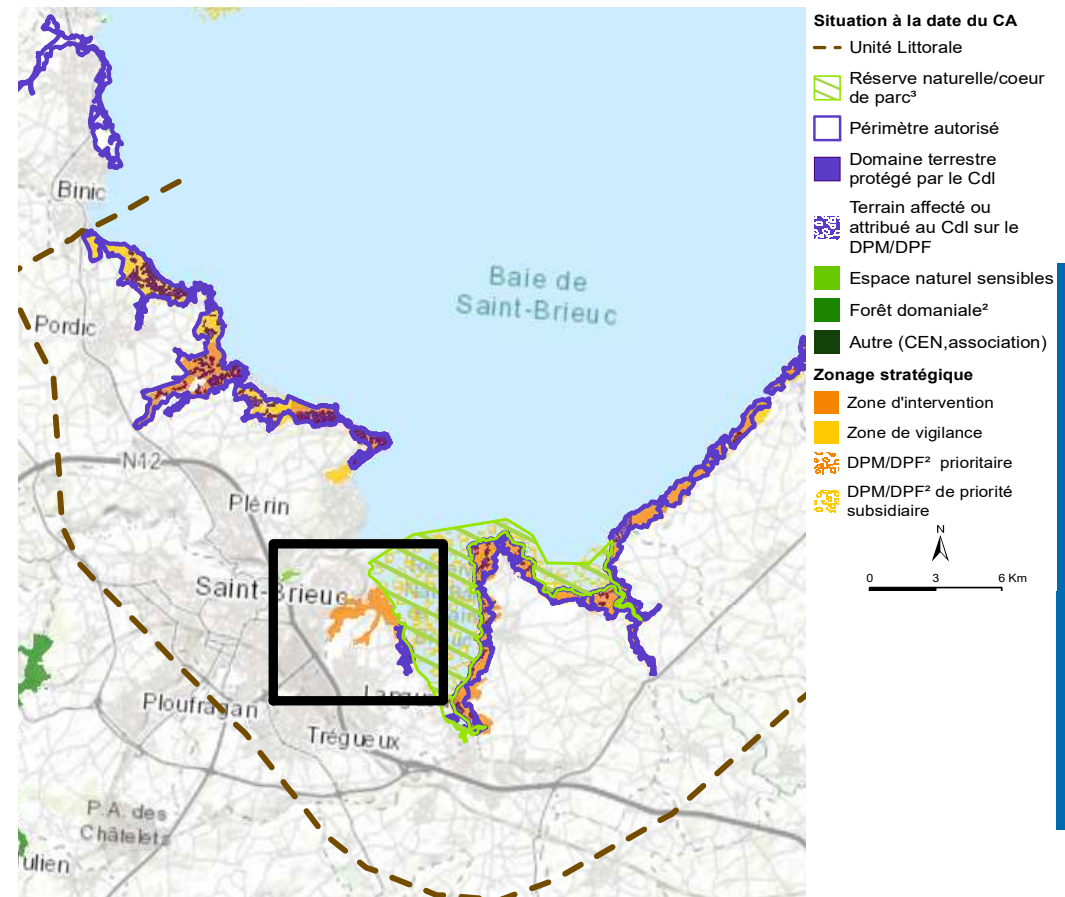 Binic
Baie de
Saint-Brieuc
Pordic
N12
Plérin
Saint-Brieuc
Ploufragan
Langue
Trégueux
P.A. des
Châtelets
ulien
Situation à la date du CA
Unité Littorale
Réserve naturelle/coeur
de parc³
Périmètre autorisé
Domaine terrestre
protégé par le Cdl
Terrain affecté ou
attribué au Cdl sur le
DPM/DPF
Espace naturel sensibles
Forêt domaniale²
Autre (CEN,association)
Zonage stratégique
Zone d'intervention
Zone de vigilance
DPM/DPF² prioritaire
DPM/DPF² de priorité
subsidiaire
N
0 3 6 Km